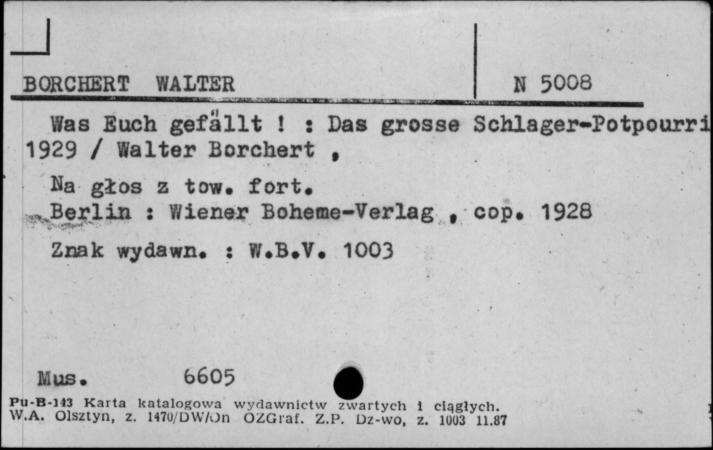 BORCHERT WALTER N 5008
Was Euch gefällt ! : Das grosse Schlager-Potpourri
1929 / Walter Borchert ,
Na głos z tow. fort.
Berlin : Wiener Boheme-Verlag , cop. 1928
Znak wydawn. : W.B.V. 1003
Mus. 6605
Pu-B-143 Karta katalogowa wydawnictw zwartych i ciągłych.
W.A. Olsztyn, z. 1470/DW/On OZGraf. Z.P. Dz-wo, z. 1003 11.87